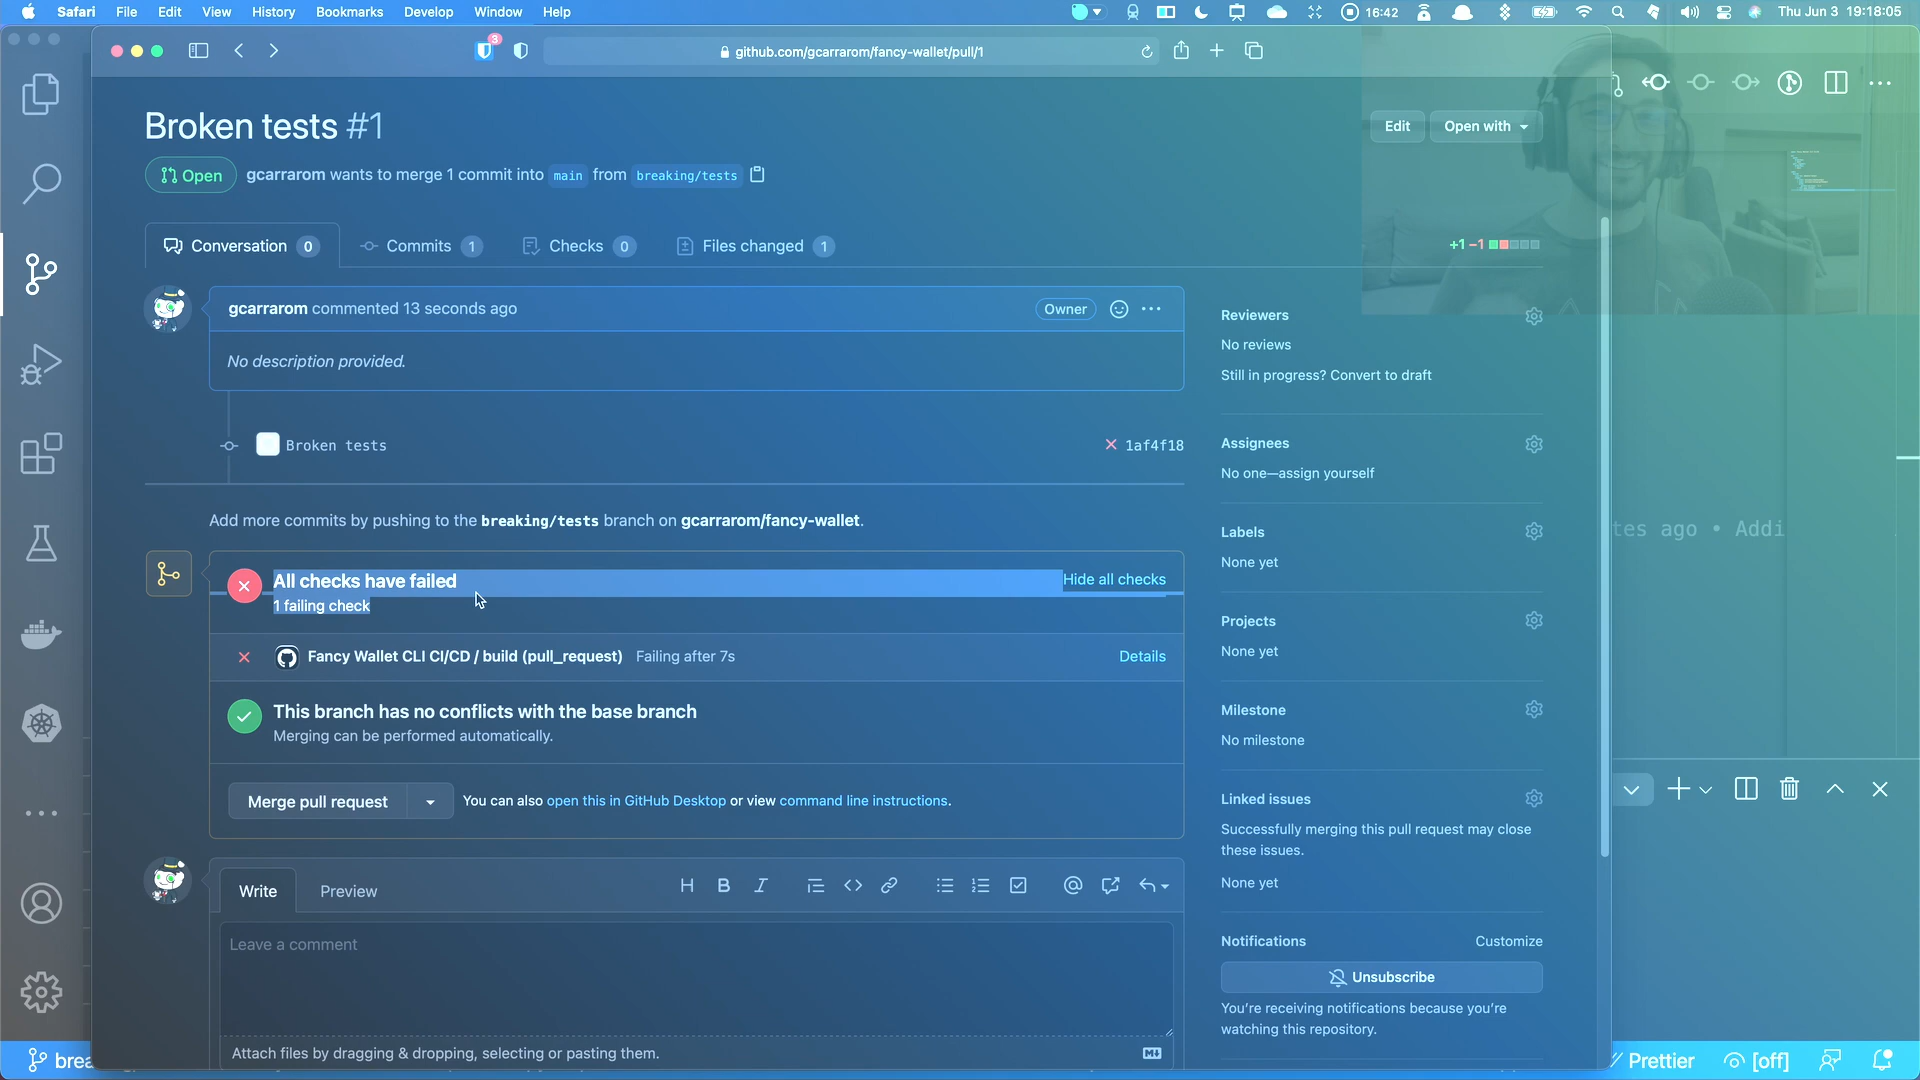 Safari File Edit View History Bookmarks Develop Window Help 16:42 Thu Jun 3 19:18:05
3 github.com/gcarrarom/fancy-wallet/pull/1
Broken tests #1
Edit Open with
Open gcarrarom wants to merge 1 commit into main from breaking/tests
Conversation 0 Commits 1 Checks 0 Files changed 1 +1 −1
gcarrarom commented 13 seconds ago Owner
No description provided.
Broken tests 1af4f18
Add more commits by pushing to the breaking/tests branch on gcarrarom/fancy-wallet.
All checks have failed Hide all checks
1 failing check
Fancy Wallet CLI CI/CD / build (pull_request) Failing after 7s Details
This branch has no conflicts with the base branch
Merging can be performed automatically.
Merge pull request You can also open this in GitHub Desktop or view command line instructions.
Write Preview
H B I
Leave a comment
Attach files by dragging & dropping, selecting or pasting them.
Reviewers
No reviews
Still in progress? Convert to draft
Assignees
No one—assign yourself
Labels
None yet
Projects
None yet
Milestone
No milestone
Linked issues
Successfully merging this pull request may close
these issues.
None yet
Notifications Customize
Unsubscribe
You're receiving notifications because you're
watching this repository.
tes ago • Addi
brea
Prettier [off]